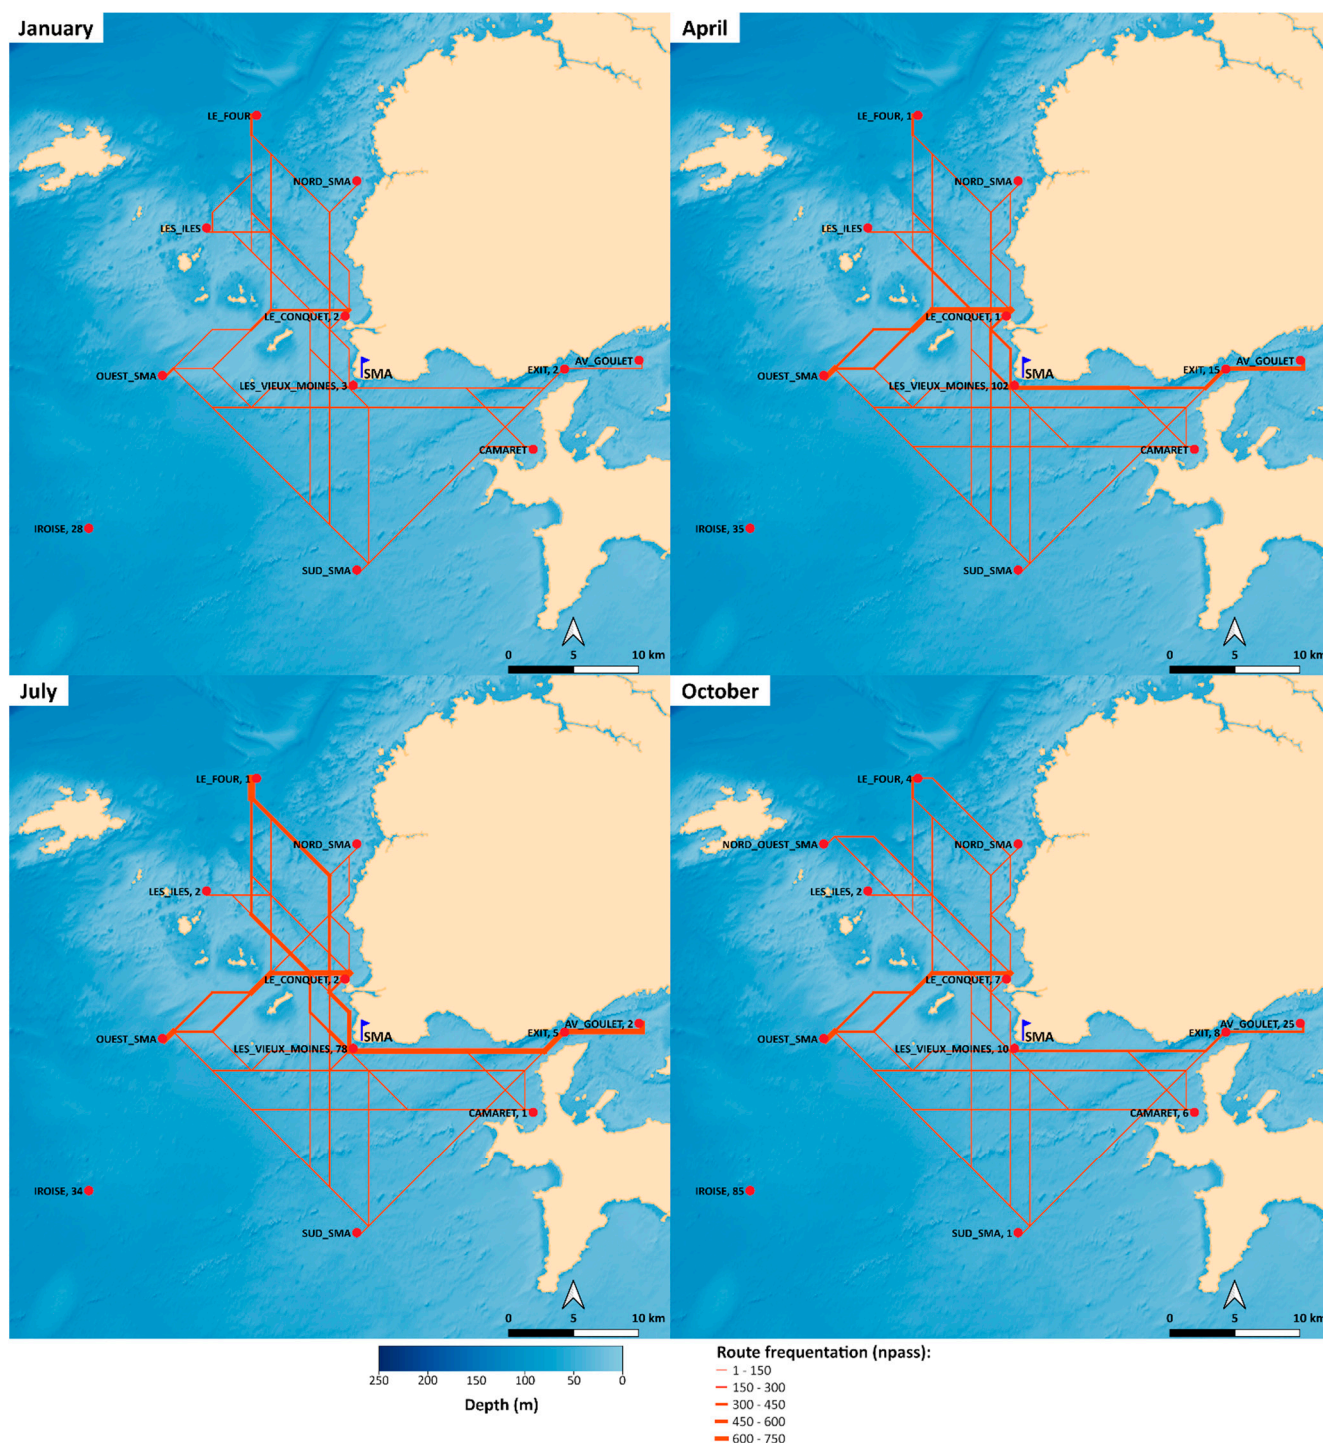 January
LE_FOUR
NORD_SMA
LES_ILES
LE_CONQUET, 2
SMA
AV_GOULET
EXIT, 2
OUEST_SMA
LES_VIEUX_MOINES, 3
CAMARET
IROISE, 28
SUD_SMA
0 5 10 km
April
LE_FOUR, 1
NORD_SMA
LES_ILES
LE_CONQUET, 1
SMA
AV_GOULET
EXIT, 15
OUEST_SMA
LES_VIEUX_MOINES, 102
CAMARET
IROISE, 35
SUD_SMA
0 5 10 km
July
LE_FOUR, 1
NORD_SMA
LES_ILES, 2
LE_CONQUET, 2
AV_GOULET, 2
EXIT, 5
SMA
OUEST_SMA
LES_VIEUX_MOINES, 78
CAMARET, 1
IROISE, 34
SUD_SMA
0 5 10 km
October
LE_FOUR, 4
NORD_OUEST_SMA
NORD_SMA
LES_ILES, 2
LE_CONQUET, 7
AV_GOULET, 25
EXIT, 8
SMA
OUEST_SMA
LES_VIEUX_MOINES, 10
CAMARET, 6
IROISE, 85
SUD_SMA, 1
0 5 10 km
250 200 150 100 50 0
Depth (m)
Route frequentation (npass):
1 - 150
150 - 300
300 - 450
450 - 600
600 - 750